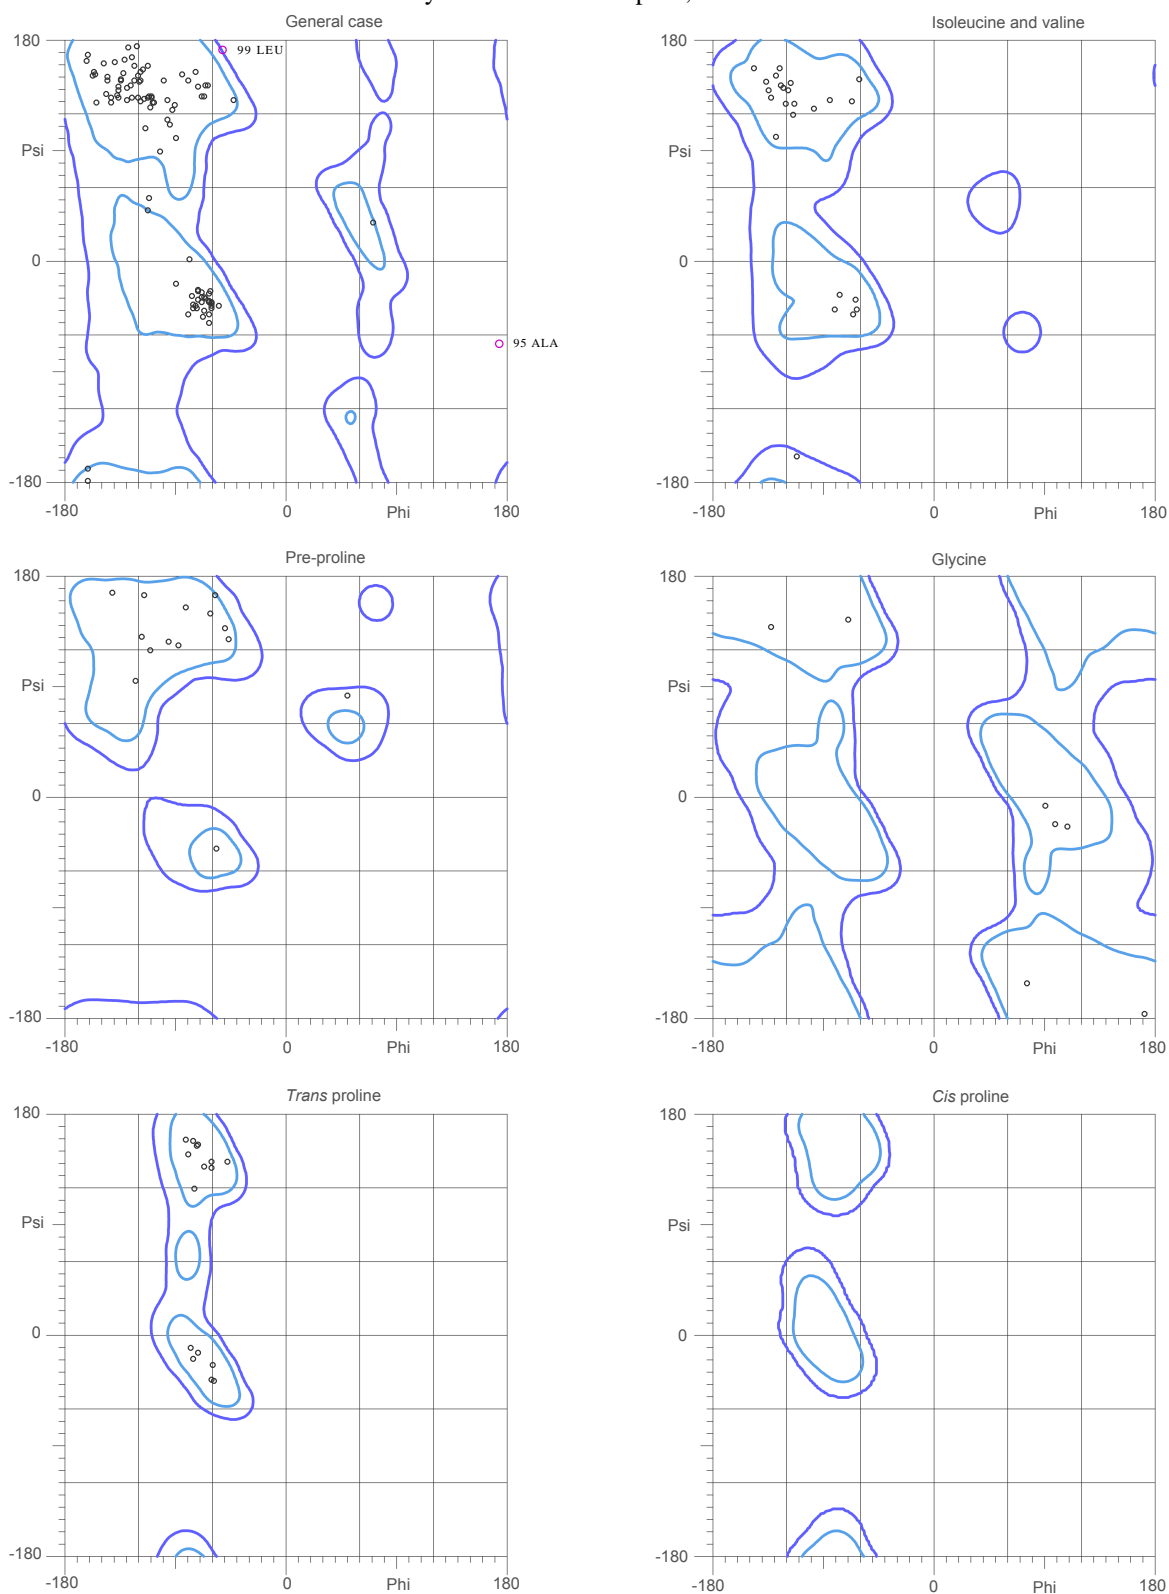 General case
Isoleucine and valine
180
99 LEU
180
Psi
Psi
0
0
95 ALA
-180
-180
-180
0
Phi
180
-180
0
Phi
180
Pre-proline
Glycine
180
180
Psi
Psi
0
0
-180
-180
-180
0
Phi
180
-180
0
Phi
180
Trans proline
Cis proline
180
180
Psi
Psi
0
0
-180
-180
-180
0
Phi
180
-180
0
Phi
180